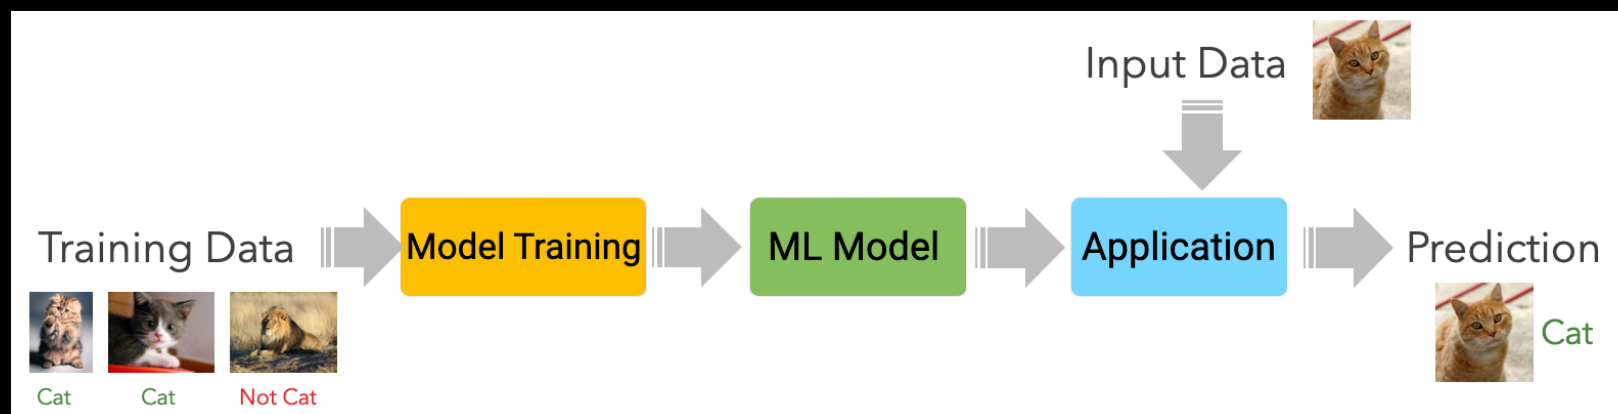 Input Data
Training Data
Model Training
ML Model
Application
Prediction
Cat
Cat
Cat
Not Cat